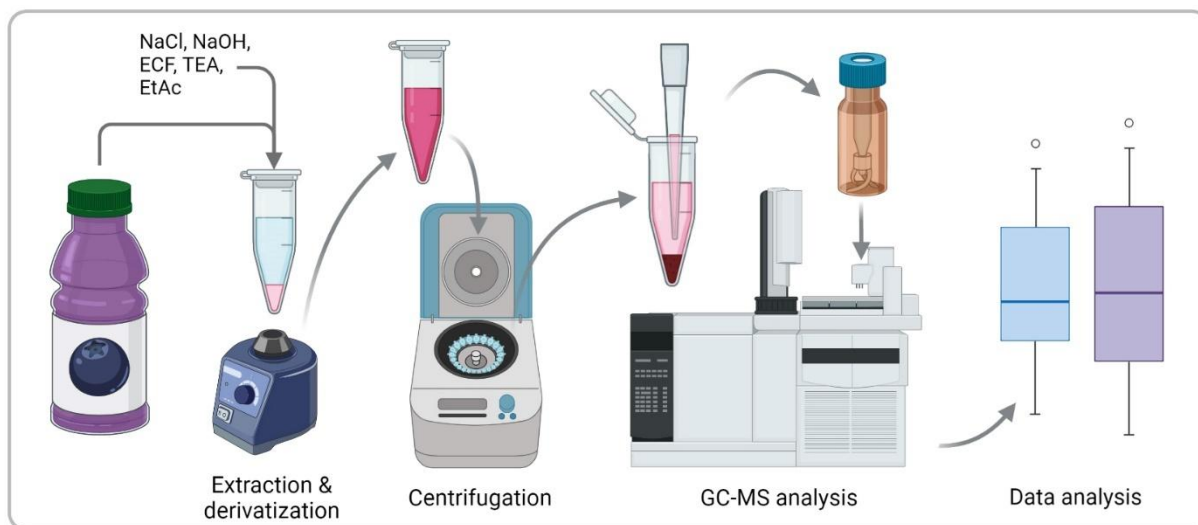 NaCl, NaOH,
ECF, TEA,
EtAc
Extraction &
derivatization
Centrifugation
GC-MS analysis
Data analysis